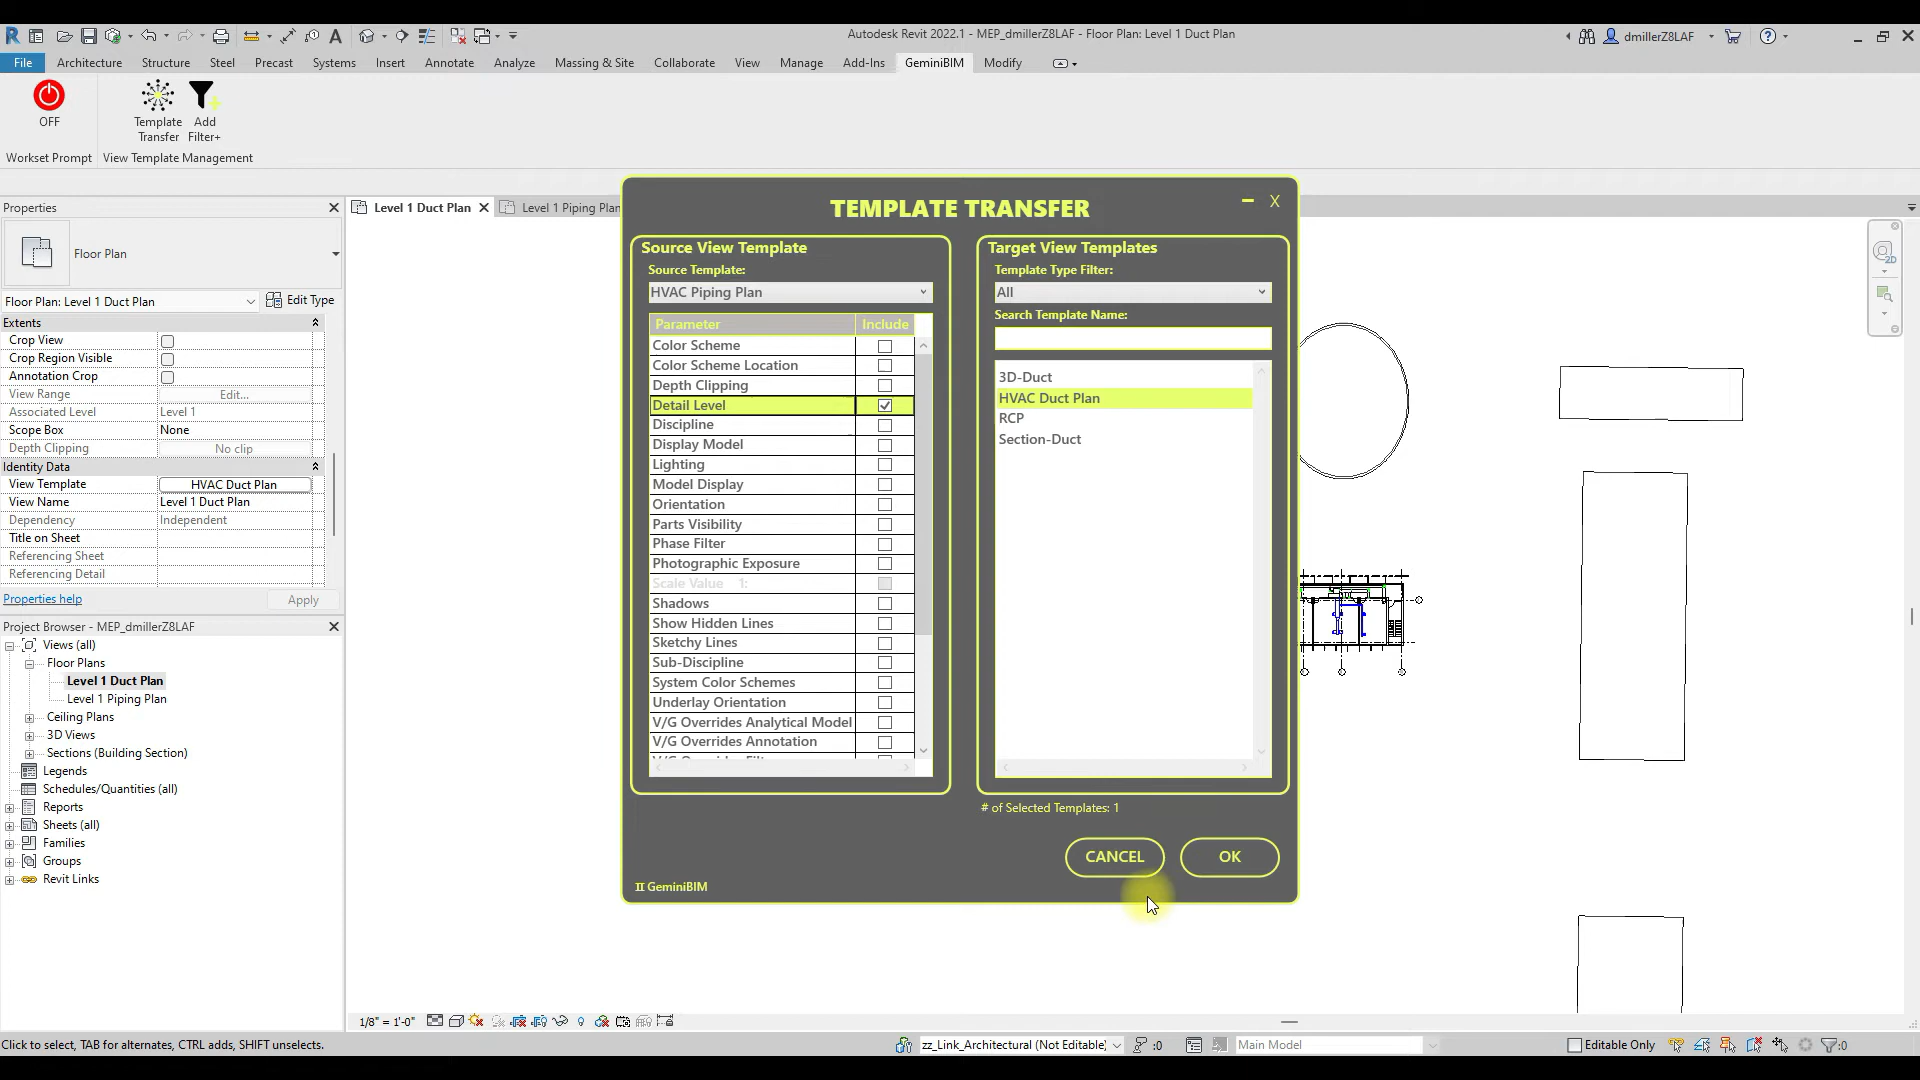 Autodesk Revit 2022.1 - MEP_dmillerZ8LAF - Floor Plan: Level 1 Duct Plan
dmillerZ8LAF
File Architecture Structure Steel Precast Systems Insert Annotate Analyze Massing & Site Collaborate View Manage Add-Ins GeminiBIM Modify
OFF
Template Transfer
Add Filter+
Workset Prompt
View Template Management
Properties
Floor Plan
Floor Plan: Level 1 Duct Plan
Edit Type
Extents
Crop View
Crop Region Visible
Annotation Crop
View Range Edit...
Associated Level Level 1
Scope Box None
Depth Clipping No clip
Identity Data
View Template HVAC Duct Plan
View Name Level 1 Duct Plan
Dependency Independent
Title on Sheet
Referencing Sheet
Referencing Detail
Properties help
Apply
Project Browser - MEP_dmillerZ8LAF
Views (all)
Floor Plans
Level 1 Duct Plan
Level 1 Piping Plan
Ceiling Plans
3D Views
Sections (Building Section)
Legends
Schedules/Quantities (all)
Reports
Sheets (all)
Families
Groups
Revit Links
Level 1 Duct Plan
Level 1 Piping Plan
TEMPLATE TRANSFER
X
Source View Template
Source Template:
HVAC Piping Plan
Parameter Include
Color Scheme
Color Scheme Location
Depth Clipping
Detail Level
Discipline
Display Model
Lighting
Model Display
Orientation
Parts Visibility
Phase Filter
Photographic Exposure
Scale Value 1:
Shadows
Show Hidden Lines
Sketchy Lines
Sub-Discipline
System Color Schemes
Underlay Orientation
V/G Overrides Analytical Model
V/G Overrides Annotation
Target View Templates
Template Type Filter:
All
Search Template Name:
3D-Duct
HVAC Duct Plan
RCP
Section-Duct
# of Selected Templates: 1
CANCEL
OK
II GeminiBIM
2D
1/8" = 1'-0"
Click to select, TAB for alternates, CTRL adds, SHIFT unselects.
zz_Link_Architectural (Not Editable)
:0
Main Model
Editable Only
:0